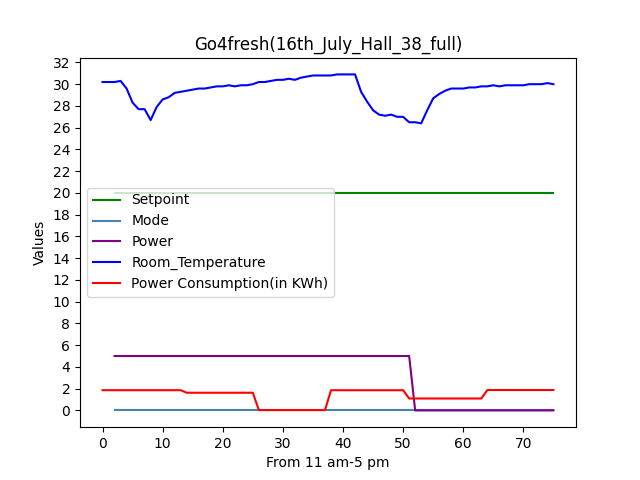 Go4fresh(16th_July_Hall_38_full)
32
30
28
26
24
22
20
18
16
14
12
10
8
6
4
2
0
Values
Setpoint
Mode
Power
Room_Temperature
Power Consumption(in KWh)
0 10 20 30 40 50 60 70
From 11 am-5 pm